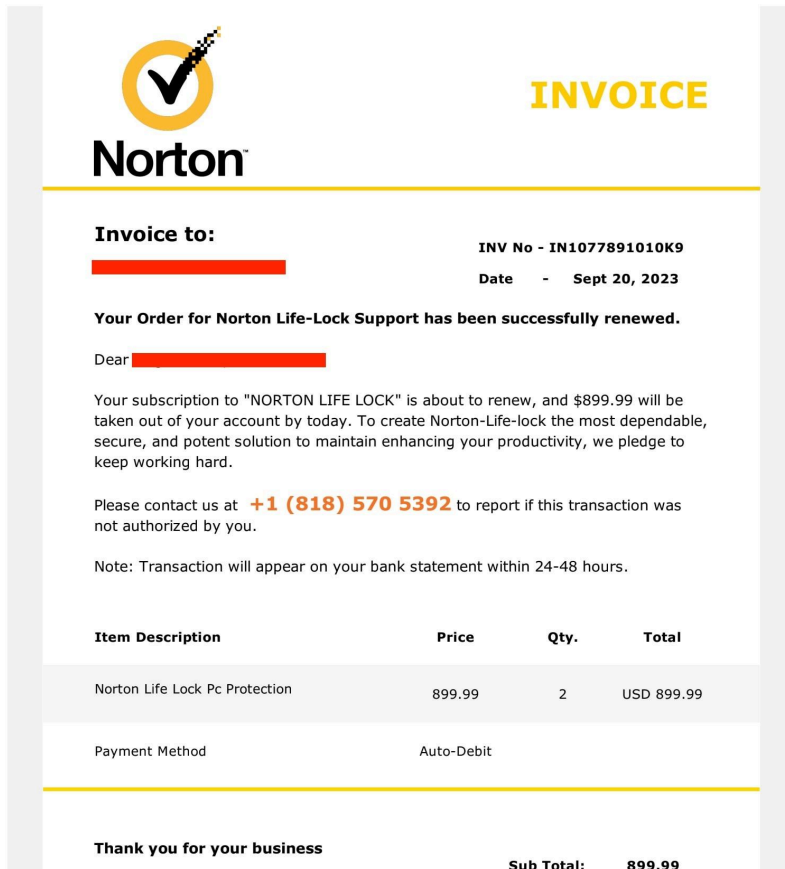 Norton™
INVOICE
Invoice to:
INV No - IN1077891010K9
Date - Sept 20, 2023
Your Order for Norton Life-Lock Support has been successfully renewed.
Dear
Your subscription to "NORTON LIFE LOCK" is about to renew, and $899.99 will be
taken out of your account by today. To create Norton-Life-lock the most dependable,
secure, and potent solution to maintain enhancing your productivity, we pledge to
keep working hard.
Please contact us at +1 (818) 570 5392 to report if this transaction was
not authorized by you.
Note: Transaction will appear on your bank statement within 24-48 hours.
Item Description Price Qty. Total
Norton Life Lock Pc Protection 899.99 2 USD 899.99
Payment Method Auto-Debit
Thank you for your business
Sub Total: 899.99